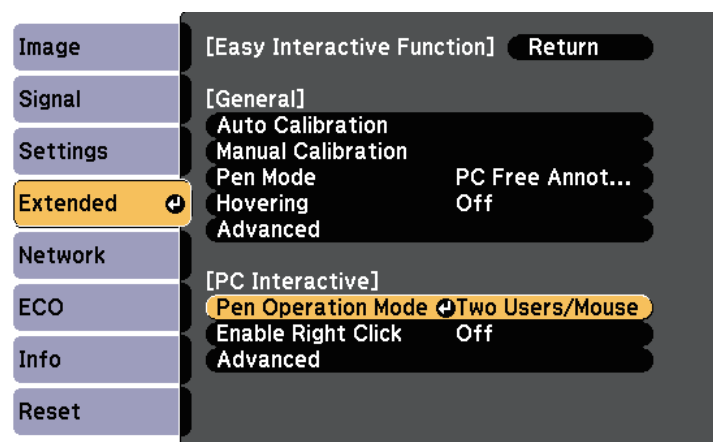 Image
Signal
Settings
Extended
Network
ECO
Info
Reset
[Easy Interactive Function] Return
[General]
Auto Calibration
Manual Calibration
Pen Mode PC Free Annot...
Hovering Off
Advanced
[PC Interactive]
Pen Operation Mode Two Users/Mouse
Enable Right Click Off
Advanced